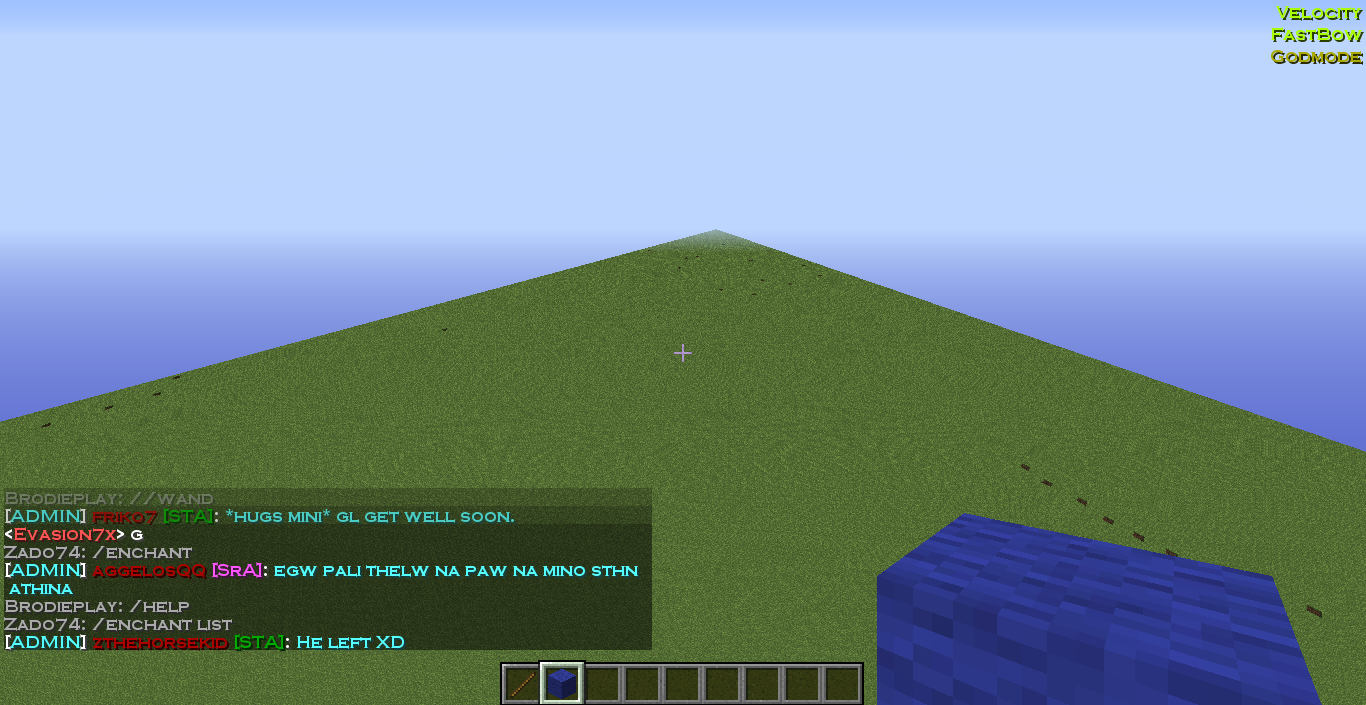 Velocity
FastBow
Godmode
Brodieplay: //wand
[ADMIN] friko7 [STA]: *hugs mini* gl get well soon.
<Evasion7x> g
Zado74: /enchant
[ADMIN] aggelosQQ [SrA]: egw pali thelw na paw na mino sthn
athina
Brodieplay: /help
Zado74: /enchant list
[ADMIN] zthehorsekid [STA]: He left XD